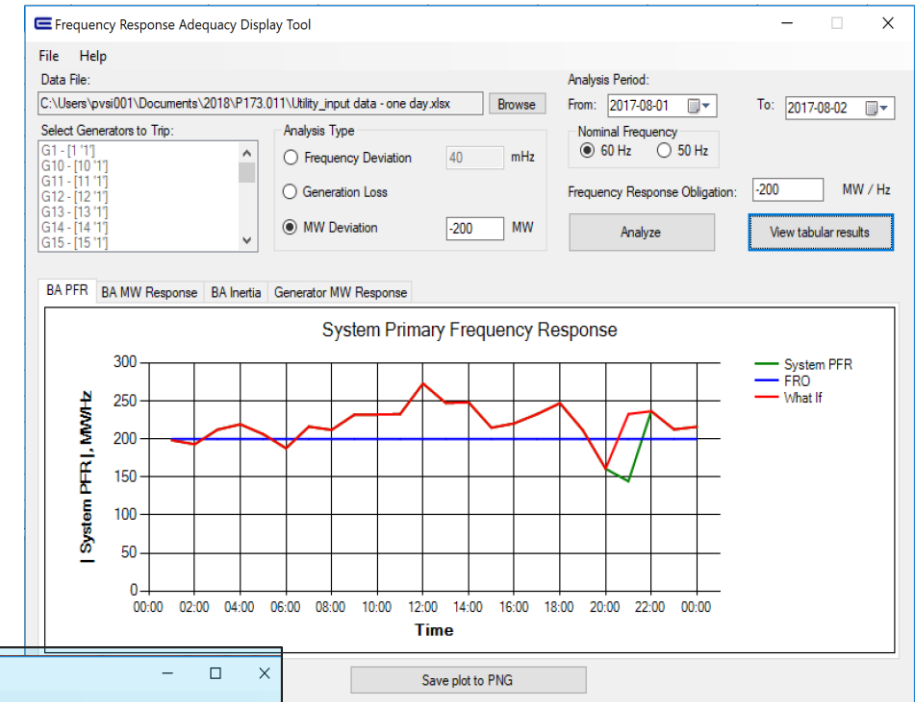 Frequency Response Adequacy Display Tool
File Help
Data File:
C:\Users\pvsi001\Documents\2018\P173.011\Utility_input data - one day.xlsx Browse
Analysis Period:
From: 2017-08-01 To: 2017-08-02
Select Generators to Trip:
G1 - [1 '1']
G10 - [10 '1']
G11 - [11 '1']
G12 - [12 '1']
G13 - [13 '1']
G14 - [14 '1']
G15 - [15 '1']
Analysis Type
Frequency Deviation 40 mHz
Generation Loss
MW Deviation -200 MW
Nominal Frequency
60 Hz 50 Hz
Frequency Response Obligation: -200 MW / Hz
Analyze View tabular results
BA PFR BA MW Response BA Inertia Generator MW Response
System Primary Frequency Response
| System PFR |, MW/Hz
300
250
200
150
100
50
0
00:00 02:00 04:00 06:00 08:00 10:00 12:00 14:00 16:00 18:00 20:00 22:00 00:00
Time
System PFR
FRO
What If
Save plot to PNG